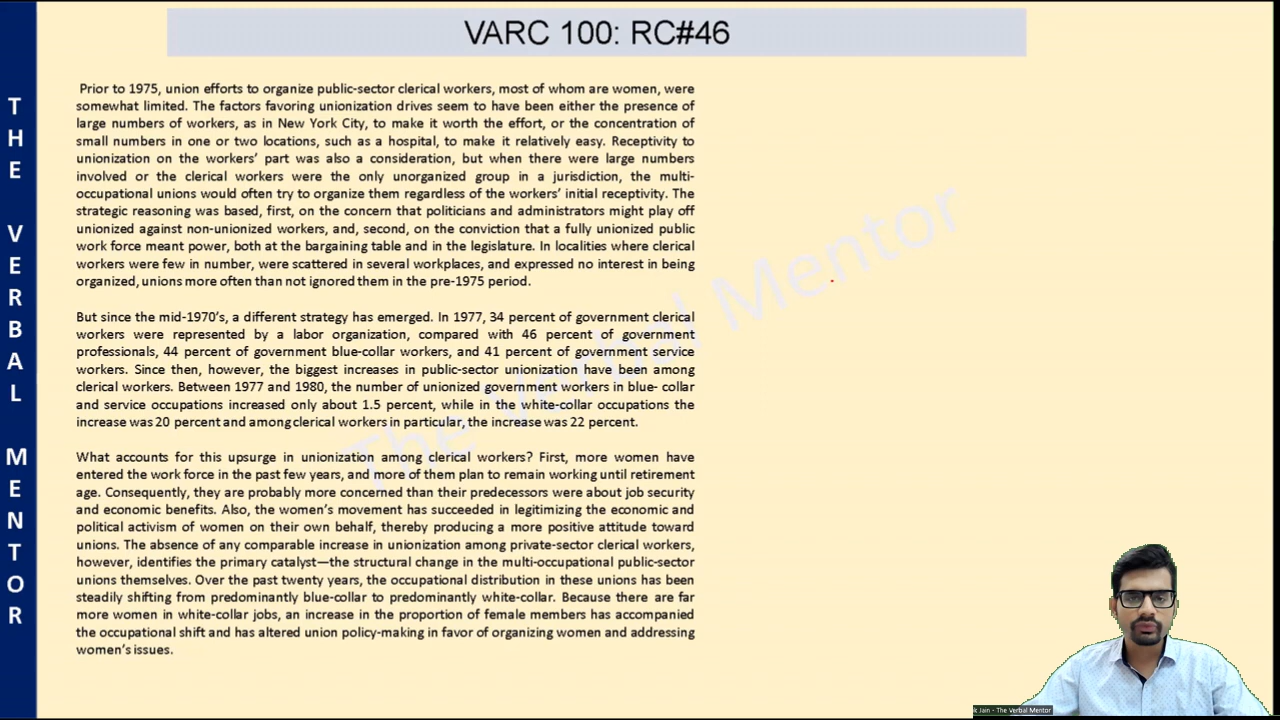 VARC 100: RC#46
THE VERBAL MENTOR
Prior to 1975, union efforts to organize public-sector clerical workers, most of whom are women, were
somewhat limited. The factors favoring unionization drives seem to have been either the presence of
large numbers of workers, as in New York City, to make it worth the effort, or the concentration of
small numbers in one or two locations, such as a hospital, to make it relatively easy. Receptivity to
unionization on the workers' part was also a consideration, but when there were large numbers
involved or the clerical workers were the only unorganized group in a jurisdiction, the multi-
occupational unions would often try to organize them regardless of the workers' initial receptivity. The
strategic reasoning was based, first, on the concern that politicians and administrators might play off
unionized against non-unionized workers, and, second, on the conviction that a fully unionized public
work force meant power, both at the bargaining table and in the legislature. In localities where clerical
workers were few in number, were scattered in several workplaces, and expressed no interest in being
organized, unions more often than not ignored them in the pre-1975 period.
But since the mid-1970's, a different strategy has emerged. In 1977, 34 percent of government clerical
workers were represented by a labor organization, compared with 46 percent of government
professionals, 44 percent of government blue-collar workers, and 41 percent of government service
workers. Since then, however, the biggest increases in public-sector unionization have been among
clerical workers. Between 1977 and 1980, the number of unionized government workers in blue- collar
and service occupations increased only about 1.5 percent, while in the white-collar occupations the
increase was 20 percent and among clerical workers in particular, the increase was 22 percent.
What accounts for this upsurge in unionization among clerical workers? First, more women have
entered the work force in the past few years, and more of them plan to remain working until retirement
age. Consequently, they are probably more concerned than their predecessors were about job security
and economic benefits. Also, the women's movement has succeeded in legitimizing the economic and
political activism of women on their own behalf, thereby producing a more positive attitude toward
unions. The absence of any comparable increase in unionization among private-sector clerical workers,
however, identifies the primary catalyst—the structural change in the multi-occupational public-sector
unions themselves. Over the past twenty years, the occupational distribution in these unions has been
steadily shifting from predominantly blue-collar to predominantly white-collar. Because there are far
more women in white-collar jobs, an increase in the proportion of female members has accompanied
the occupational shift and has altered union policy-making in favor of organizing women and addressing
women's issues.
The Verbal Mentor
Jain - The Verbal Mentor